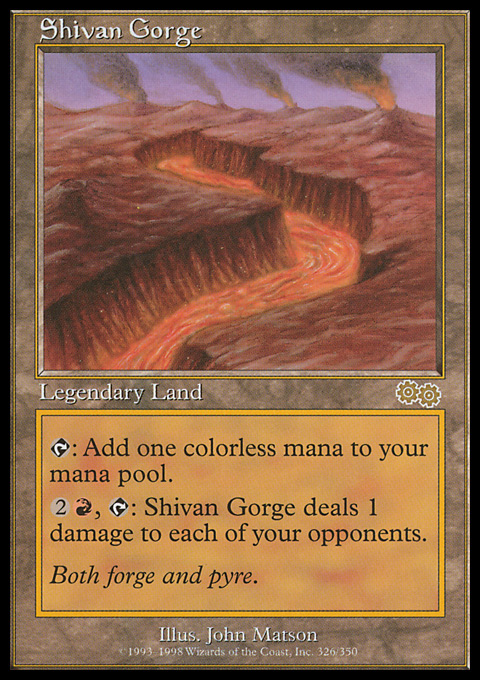 Shivan Gorge
Legendary Land
: Add one colorless mana to your
mana pool.
2 , : Shivan Gorge deals 1
damage to each of your opponents.
Both forge and pyre.
Illus. John Matson
©1993-1998 Wizards of the Coast, Inc. 326/350